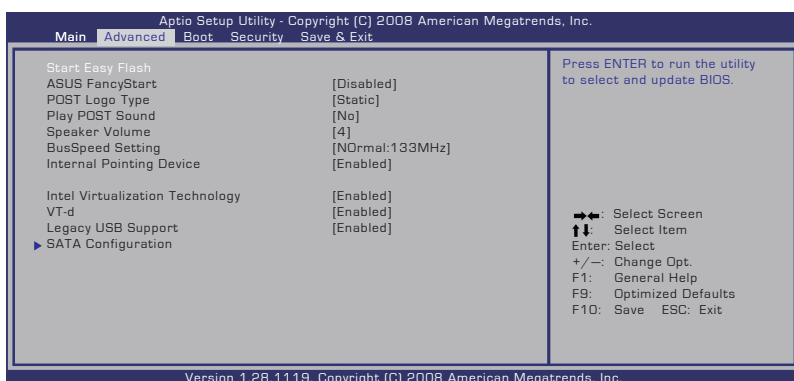 Aptio Setup Utility - Copyright (C) 2008 American Megatrends, Inc.
Main Advanced Boot Security Save & Exit
Start Easy Flash
ASUS FancyStart [Disabled]
POST Logo Type [Static]
Play POST Sound [No]
Speaker Volume [4]
BusSpeed Setting [NOrmal:133MHz]
Internal Pointing Device [Enabled]
Intel Virtualization Technology [Enabled]
VT-d [Enabled]
Legacy USB Support [Enabled]
SATA Configuration
Press ENTER to run the utility
to select and update BIOS.
→←: Select Screen
↑↓: Select Item
Enter: Select
+/—: Change Opt.
F1: General Help
F9: Optimized Defaults
F10: Save ESC: Exit
Version 1.28.1119. Copyright (C) 2008 American Megatrends, Inc.